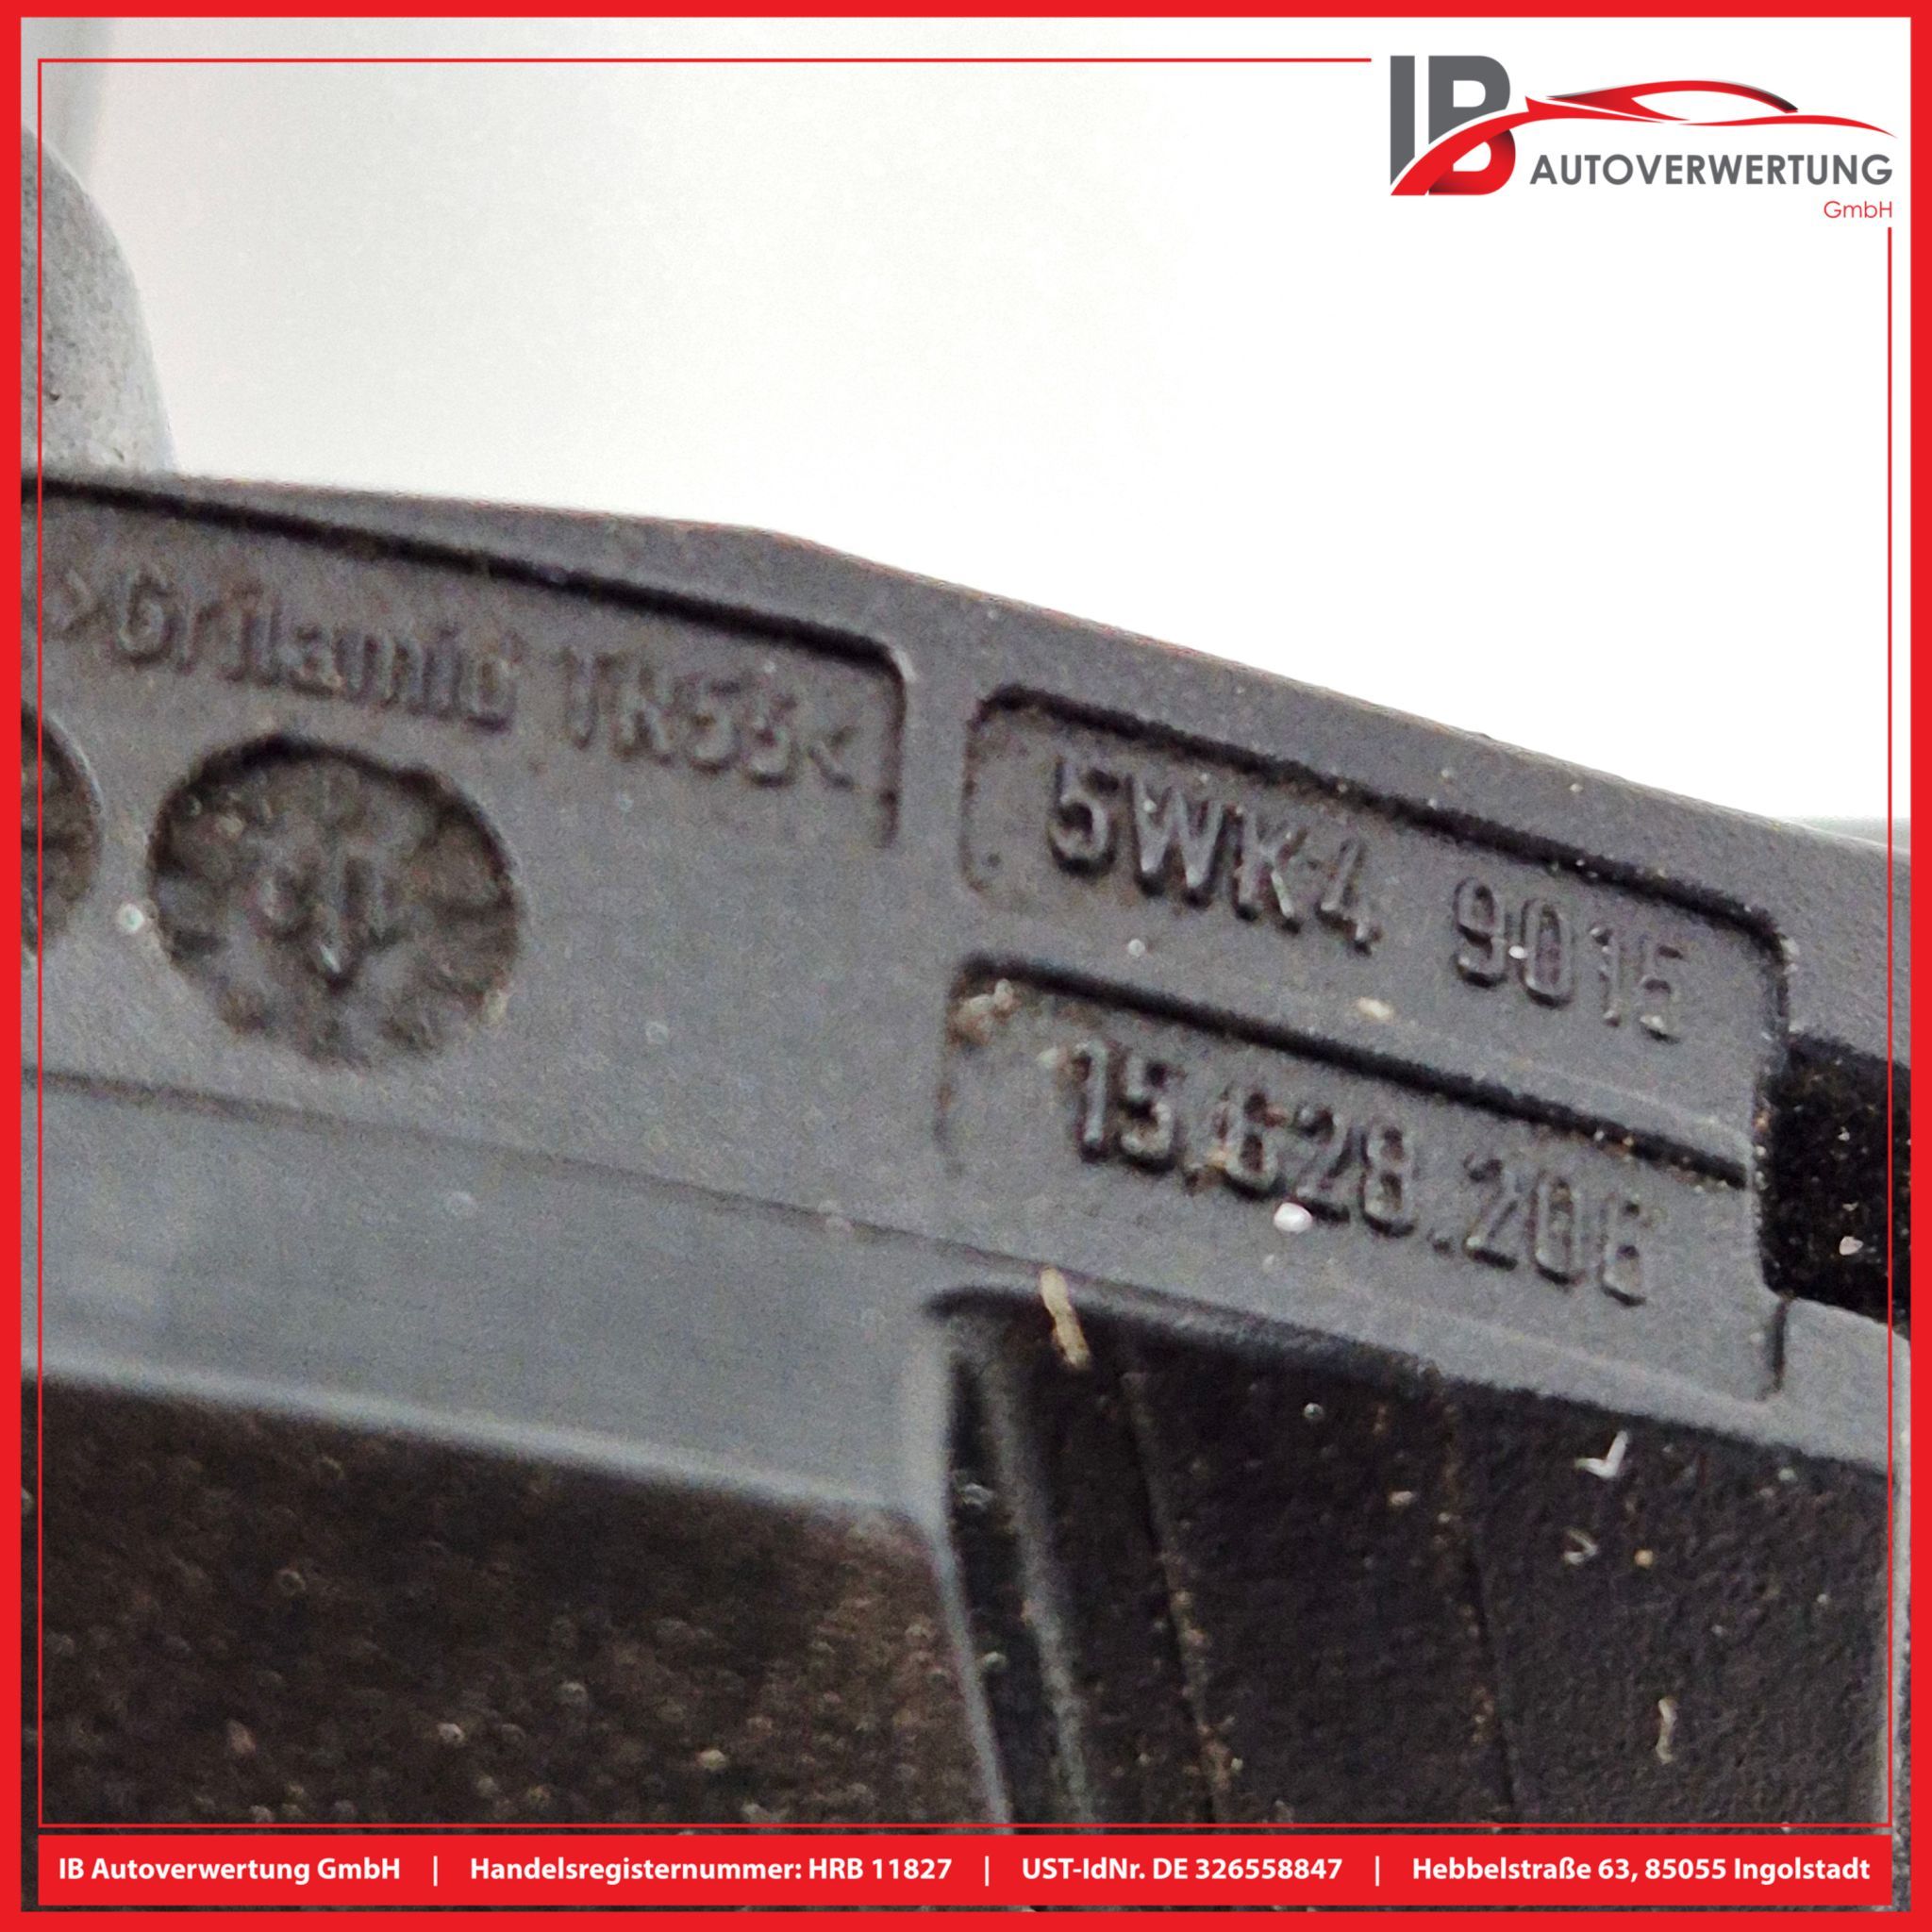 IB
AUTOVERWERTUNG
GmbH
>Grilamid TR55<
5WK4 9015
15.628.206
IB Autoverwertung GmbH | Handelsregisternummer: HRB 11827 | UST-IdNr. DE 326558847 | Hebbelstraße 63, 85055 Ingolstadt